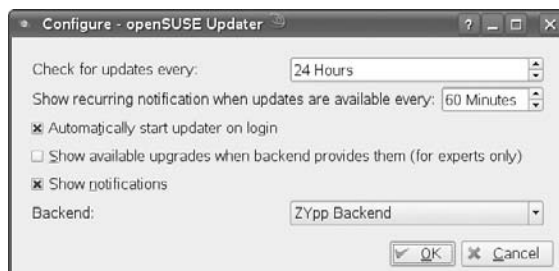 Configure - openSUSE Updater
Check for updates every: 24 Hours
Show recurring notification when updates are available every: 60 Minutes
Automatically start updater on login
Show available upgrades when backend provides them (for experts only)
Show notifications
Backend: ZYpp Backend
OK Cancel